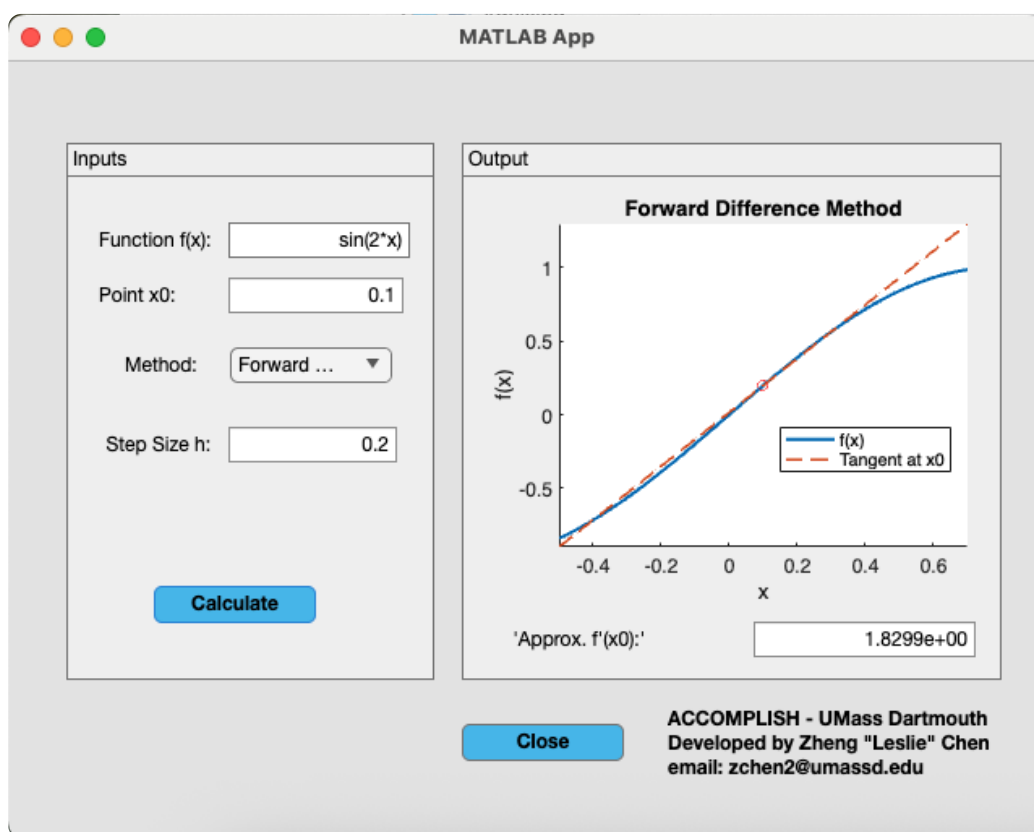 MATLAB App
Inputs
Function f(x): sin(2*x)
Point x0: 0.1
Method: Forward ...
Step Size h: 0.2
Calculate
Output
Forward Difference Method
1
0.5
0
-0.5
f(x)
f(x)
Tangent at x0
-0.4 -0.2 0 0.2 0.4 0.6
x
'Approx. f'(x0):' 1.8299e+00
Close
ACCOMPLISH - UMass Dartmouth
Developed by Zheng "Leslie" Chen
email: zchen2@umassd.edu